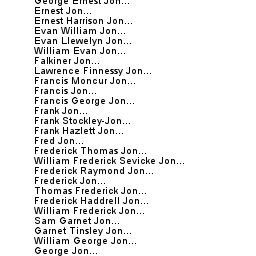 George Ernest Jon...
Ernest Jon...
Ernest Harrison Jon...
Evan William Jon...
Evan Llewelyn Jon...
William Evan Jon...
Falkiner Jon...
Lawrence Finnessy Jon...
Francis Moncur Jon...
Francis Jon...
Francis George Jon...
Frank Jon...
Frank Stockley-Jon...
Frank Hazlett Jon...
Fred Jon...
Frederick Thomas Jon...
William Frederick Sevicke Jon...
Frederick Raymond Jon...
Frederick Jon...
Thomas Frederick Jon...
Frederick Haddrell Jon...
William Frederick Jon...
Sam Garnet Jon...
Garnet Tinsley Jon...
William George Jon...
George Jon...